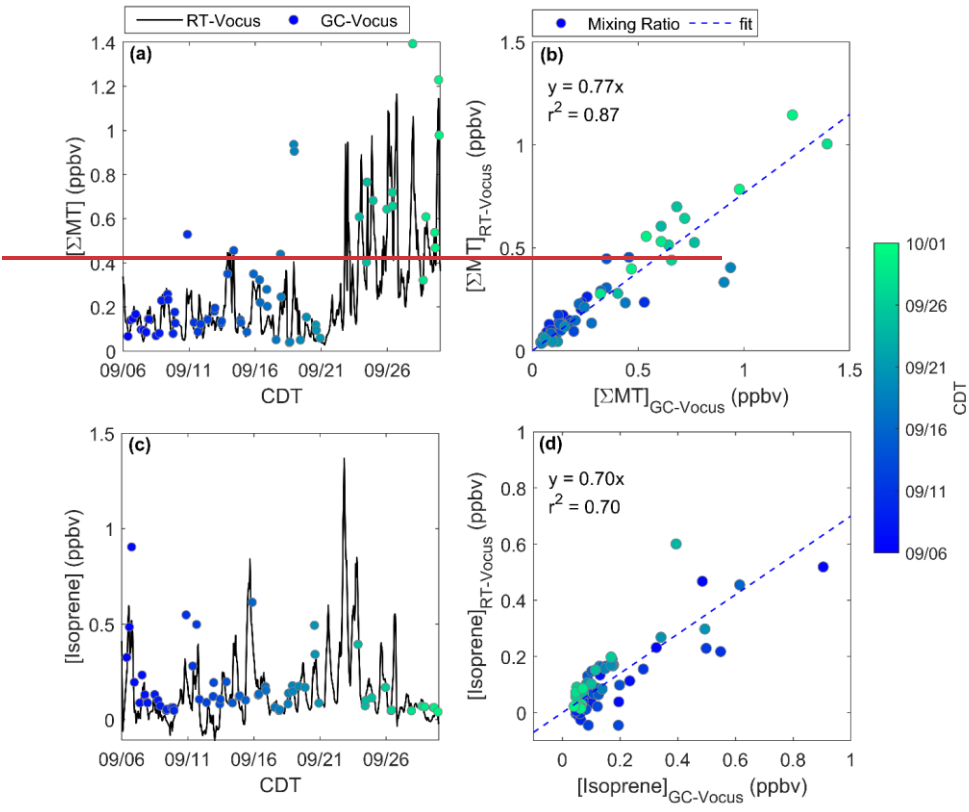 RT-Vocus GC-Vocus
Mixing Ratio fit
(a)
[ΣMT] (ppbv)
1.4
1.2
1
0.8
0.6
0.4
0.2
0
09/06 09/11 09/16 09/21 09/26
CDT
(b)
y = 0.77x
r² = 0.87
[ΣMT]RT-Vocus (ppbv)
1.5
1
0.5
0
0 0.5 1 1.5
[ΣMT]GC-Vocus (ppbv)
(c)
[Isoprene] (ppbv)
1.5
1
0.5
0
09/06 09/11 09/16 09/21 09/26
CDT
(d)
y = 0.70x
r² = 0.70
[Isoprene]RT-Vocus (ppbv)
1
0.8
0.6
0.4
0.2
0
0 0.2 0.4 0.6 0.8 1
[Isoprene]GC-Vocus (ppbv)
10/01
09/26
09/21
09/16
09/11
09/06
CDT